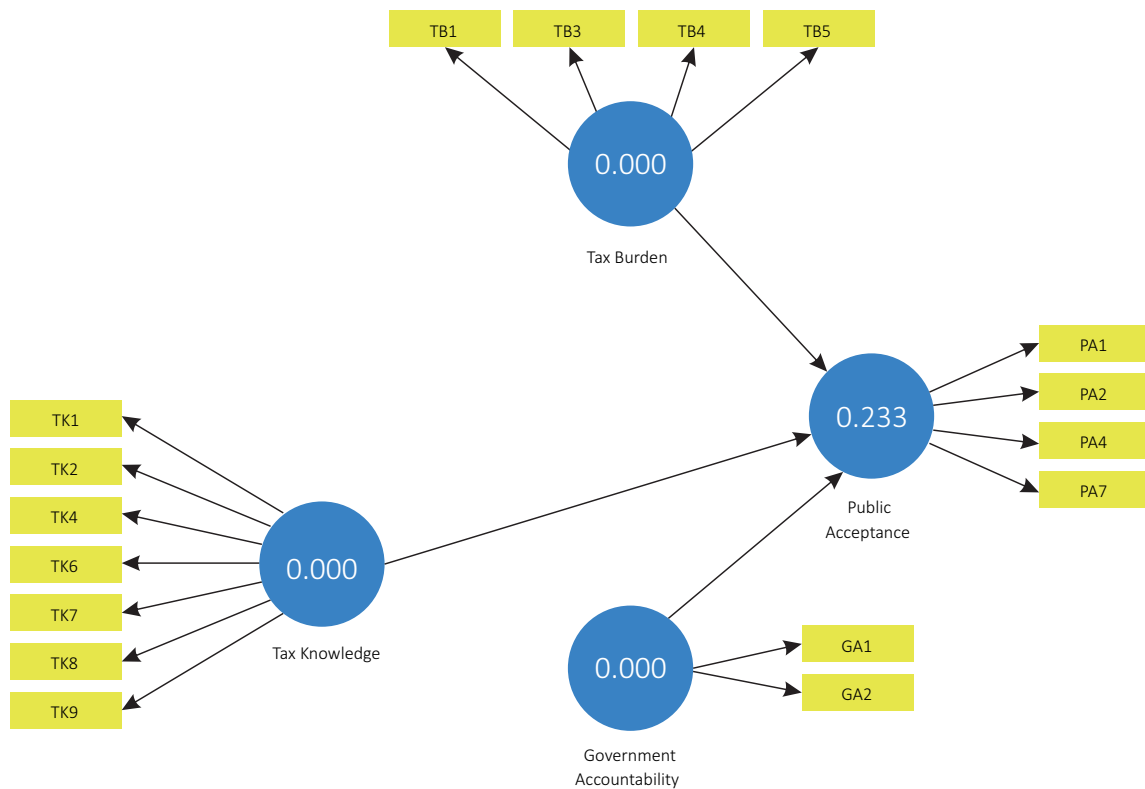 TB1
TB3
TB4
TB5
0.000
Tax Burden
PA1
PA2
PA4
PA7
0.233
Public
Acceptance
TK1
TK2
TK4
TK6
TK7
TK8
TK9
0.000
Tax Knowledge
0.000
GA1
GA2
Government
Accountability